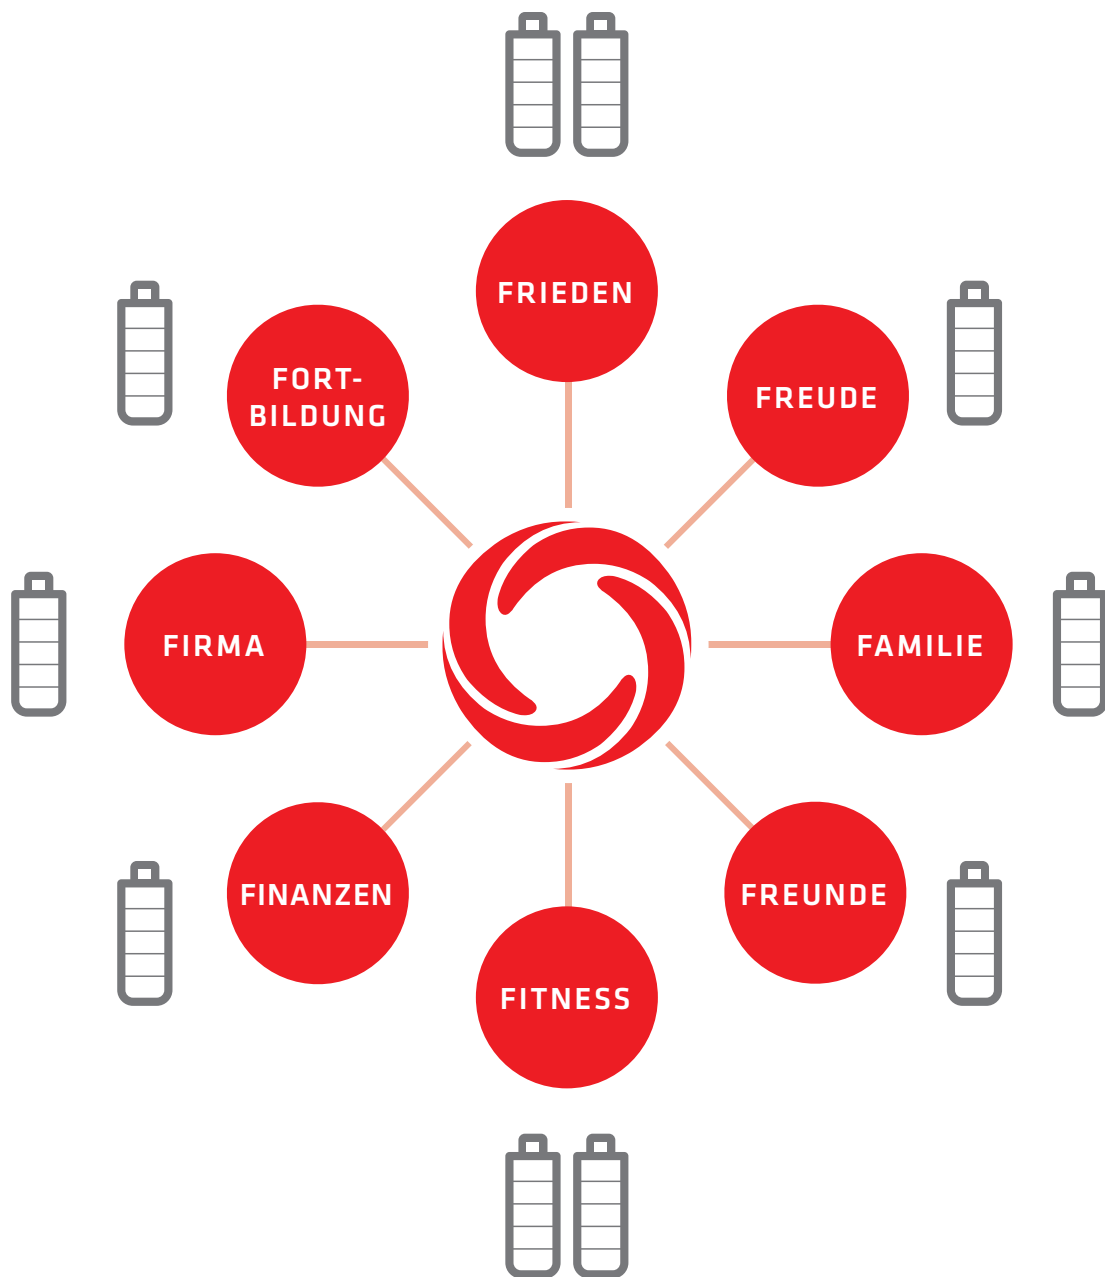 FRIEDEN
FORT-
BILDUNG
FREUDE
FIRMA
FAMILIE
FINANZEN
FREUNDE
FITNESS